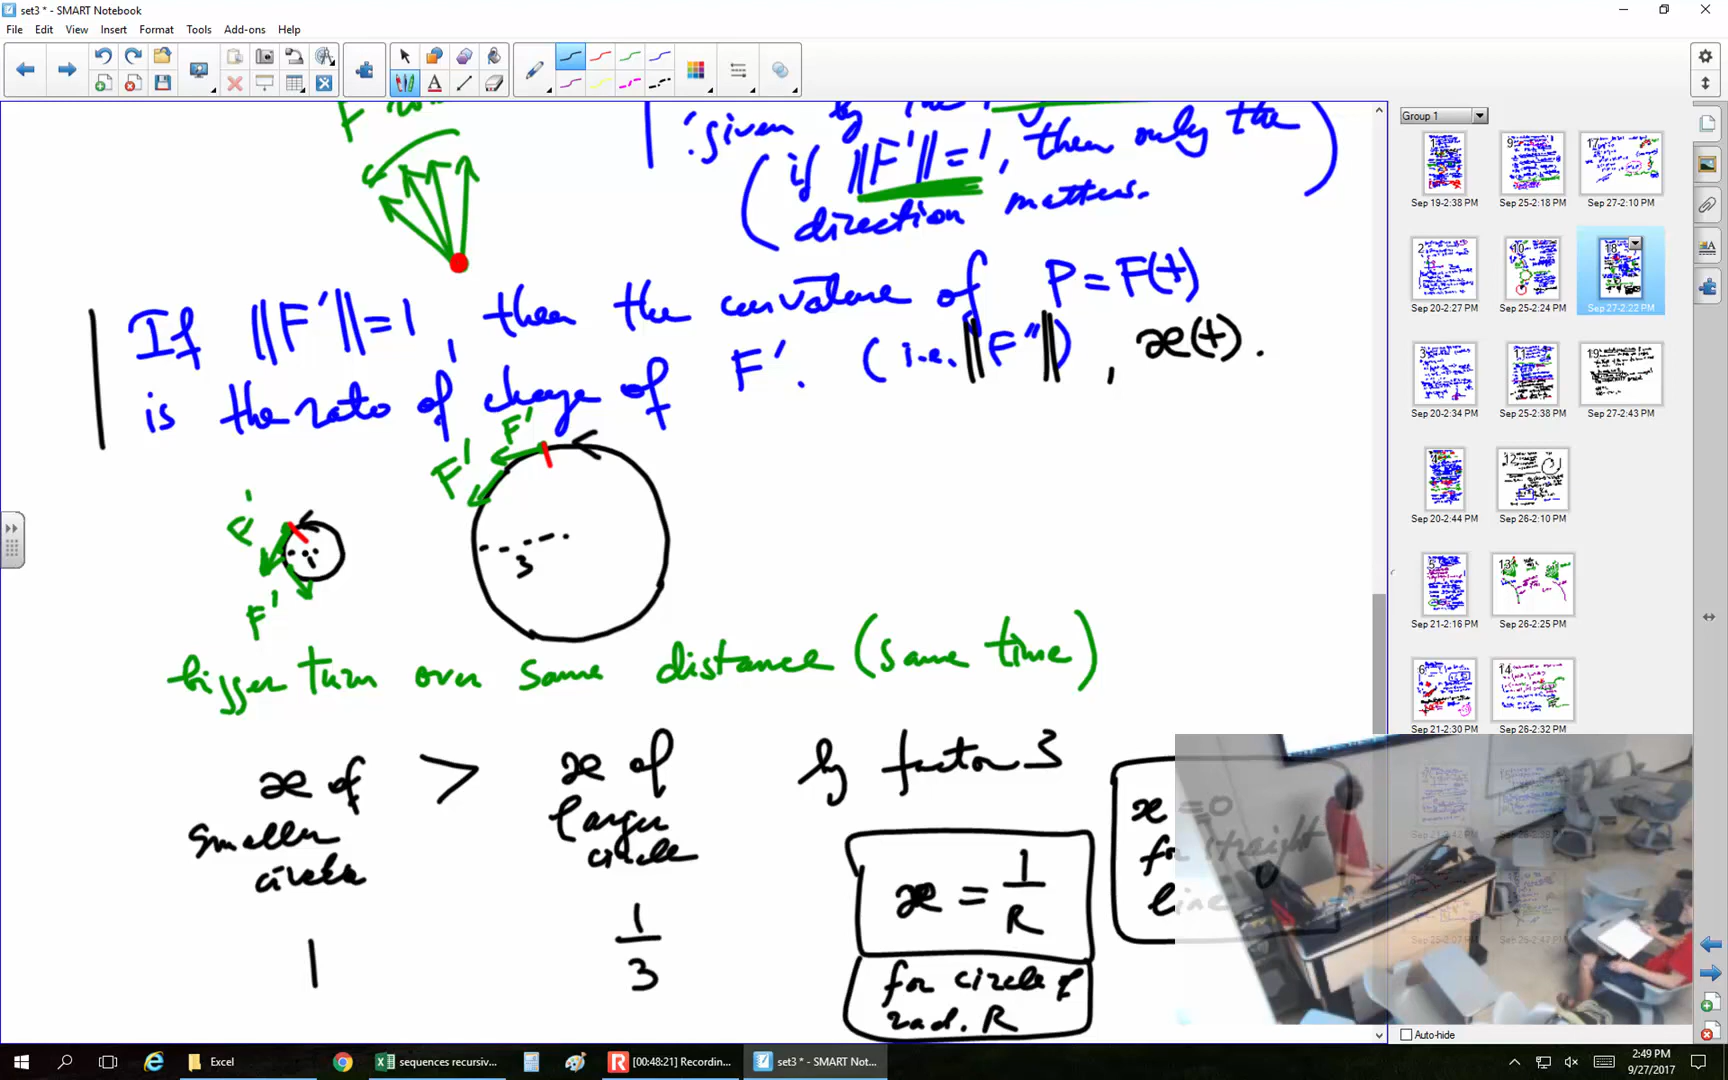 set3 * - SMART Notebook
File Edit View Insert Format Tools Add-ons Help
given by the
(if ||F'||=1, then only the
direction matters.)
If ||F'||=1, then the curvature of P=F(t)
is the rate of change of F'. (i.e. ||F''||), æ(t).
F'
F'
F'
F'
1
3
bigger turn over same distance (same time)
æ of smaller circle > æ of larger circle by factor 3
1
1/3
æ = 1/R
for circle of
rad. R
æ =0
for straight
line
Group 1
Sep 19-2:38 PM
Sep 25-2:18 PM
Sep 27-2:10 PM
Sep 20-2:27 PM
Sep 25-2:24 PM
Sep 27-2:22 PM
Sep 20-2:34 PM
Sep 25-2:38 PM
Sep 27-2:43 PM
Sep 20-2:44 PM
Sep 26-2:10 PM
Sep 21-2:16 PM
Sep 26-2:25 PM
Sep 21-2:30 PM
Sep 26-2:32 PM
Auto-hide
Excel
sequences recursiv...
[00:48:21] Recordin...
set3 * - SMART Not...
2:49 PM
9/27/2017